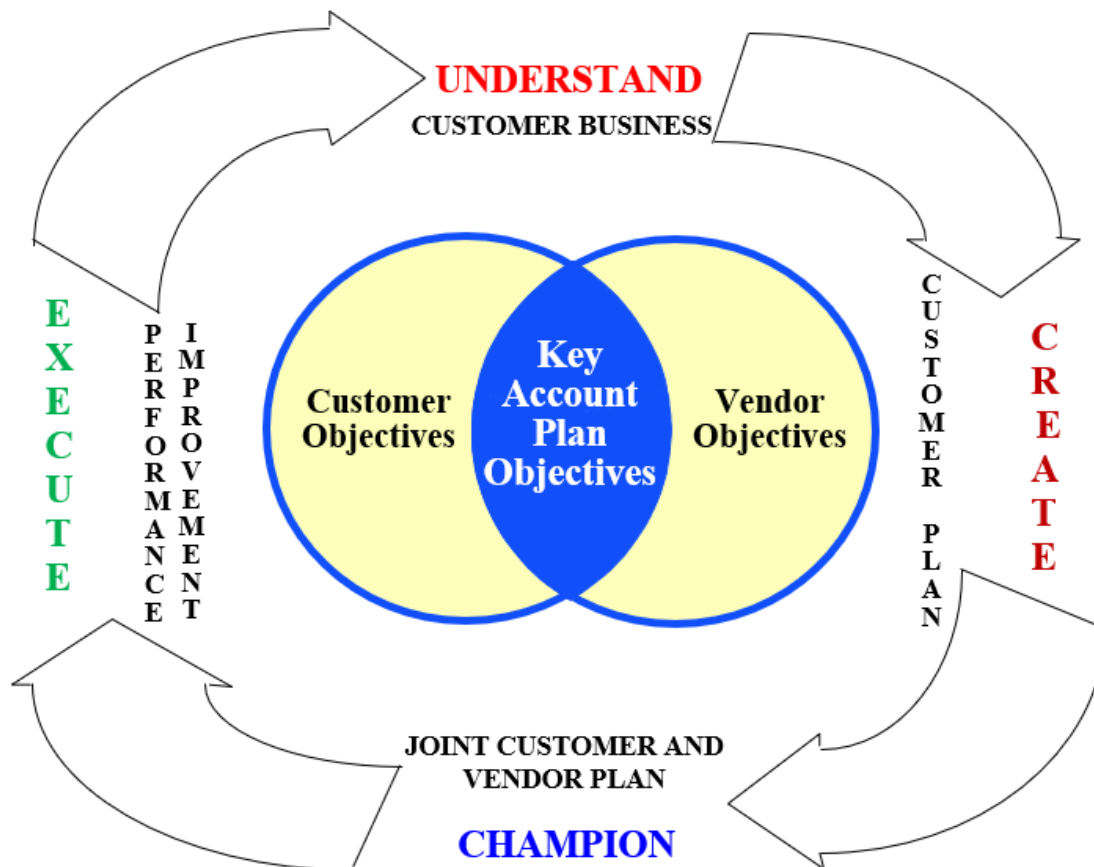 UNDERSTAND
CUSTOMER BUSINESS
EXECUTE
PERFORMANCE
IMPROVEMENT
Customer
Objectives
Key
Account
Plan
Objectives
Vendor
Objectives
CUSTOMER PLAN
CREATE
JOINT CUSTOMER AND
VENDOR PLAN
CHAMPION